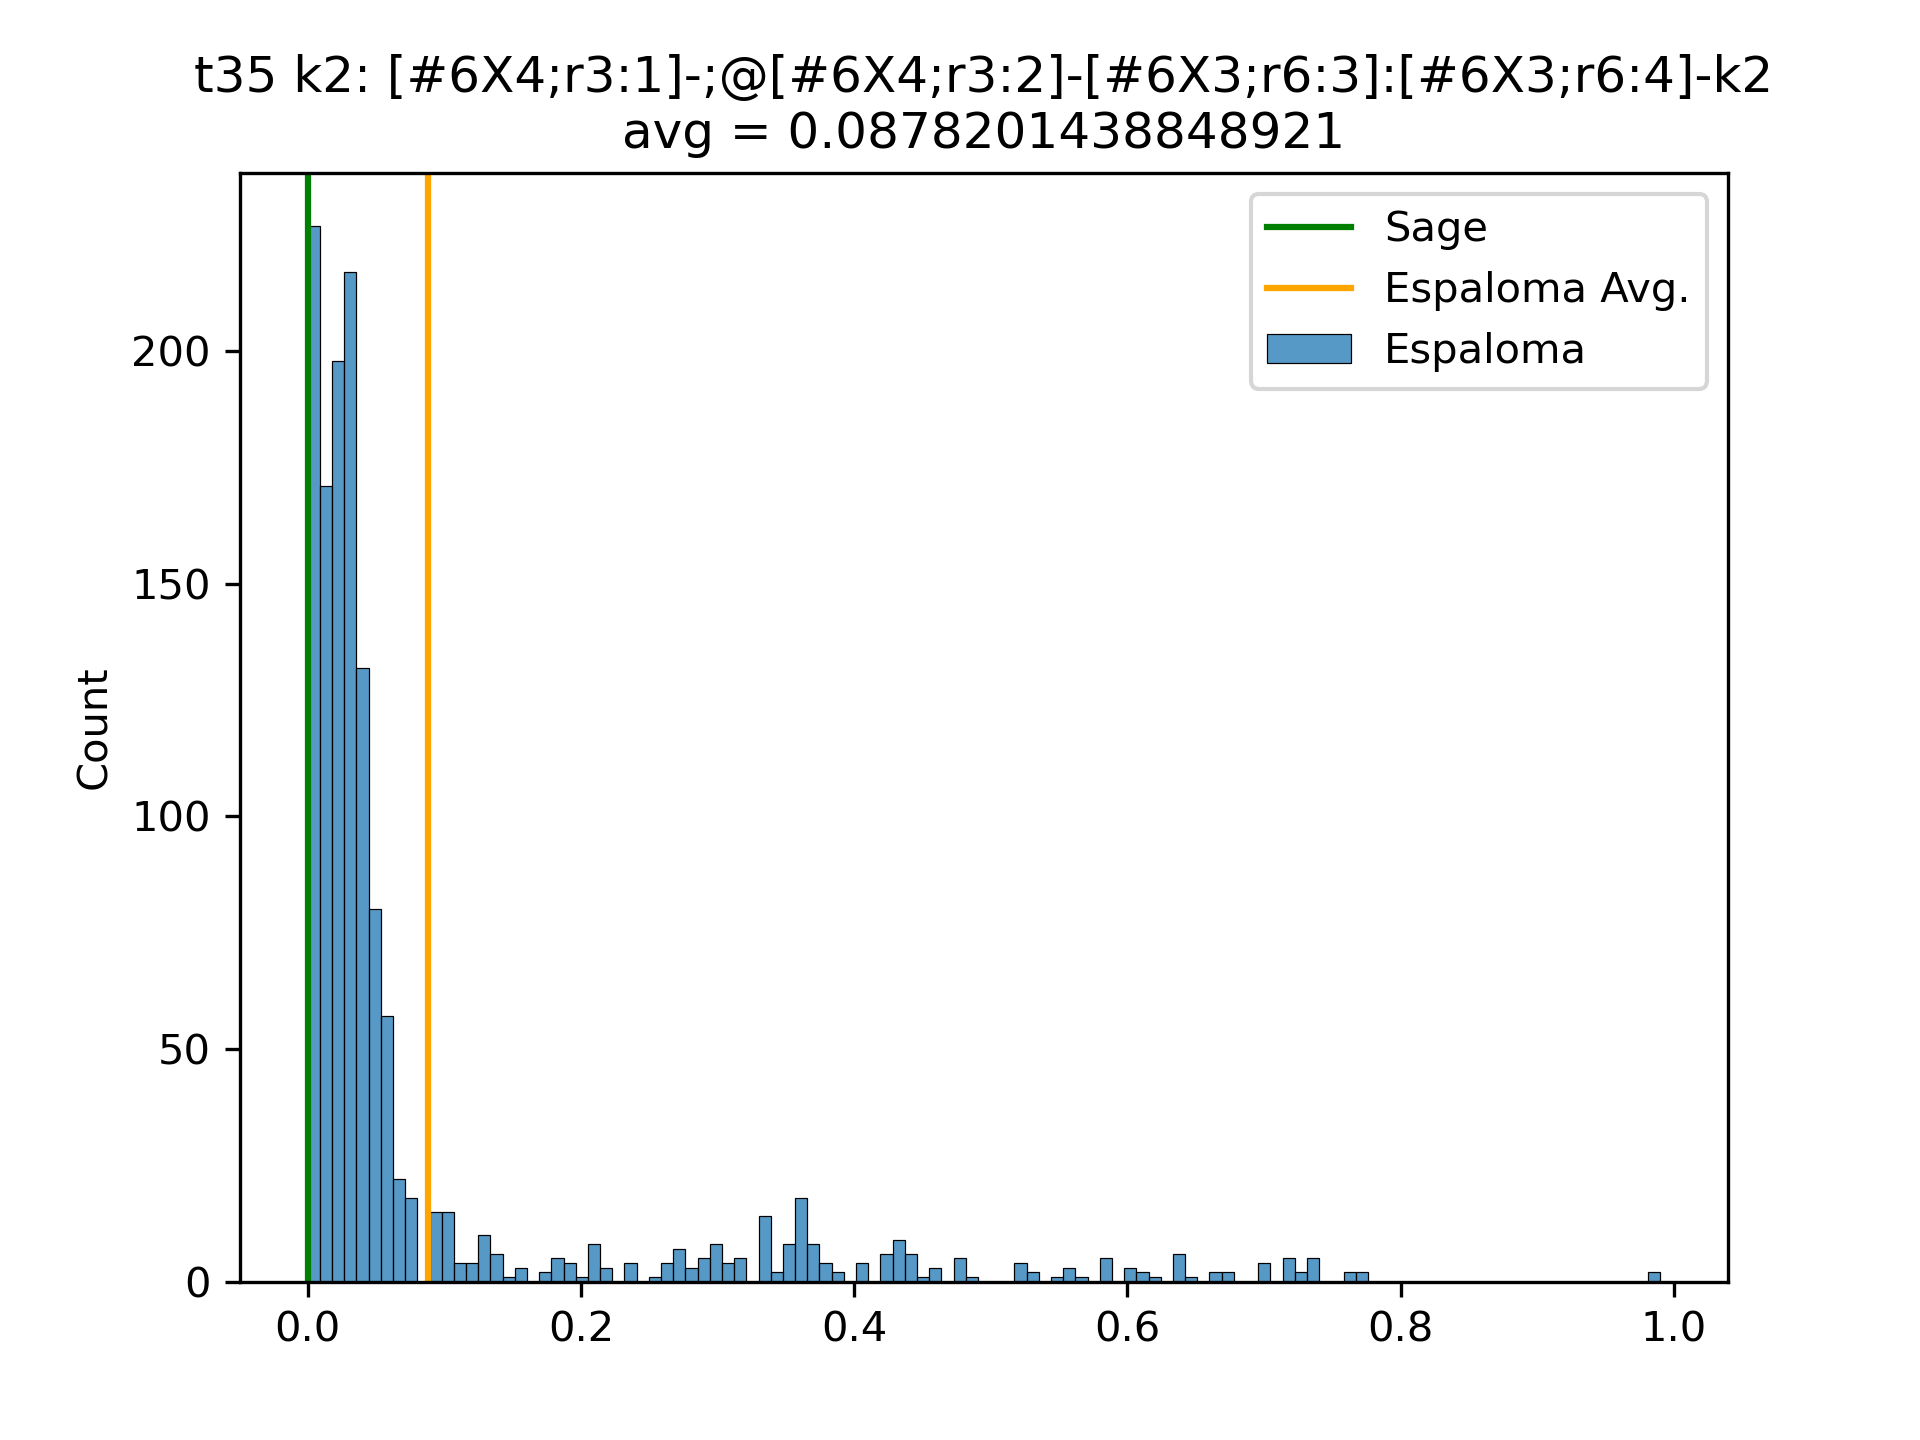 t35 k2: [#6X4;r3:1]-;@[#6X4;r3:2]-[#6X3;r6:3]:[#6X3;r6:4]-k2
avg = 0.0878201438848921
Sage
Espaloma Avg.
Espaloma
Count
200
150
100
50
0
0.0 0.2 0.4 0.6 0.8 1.0